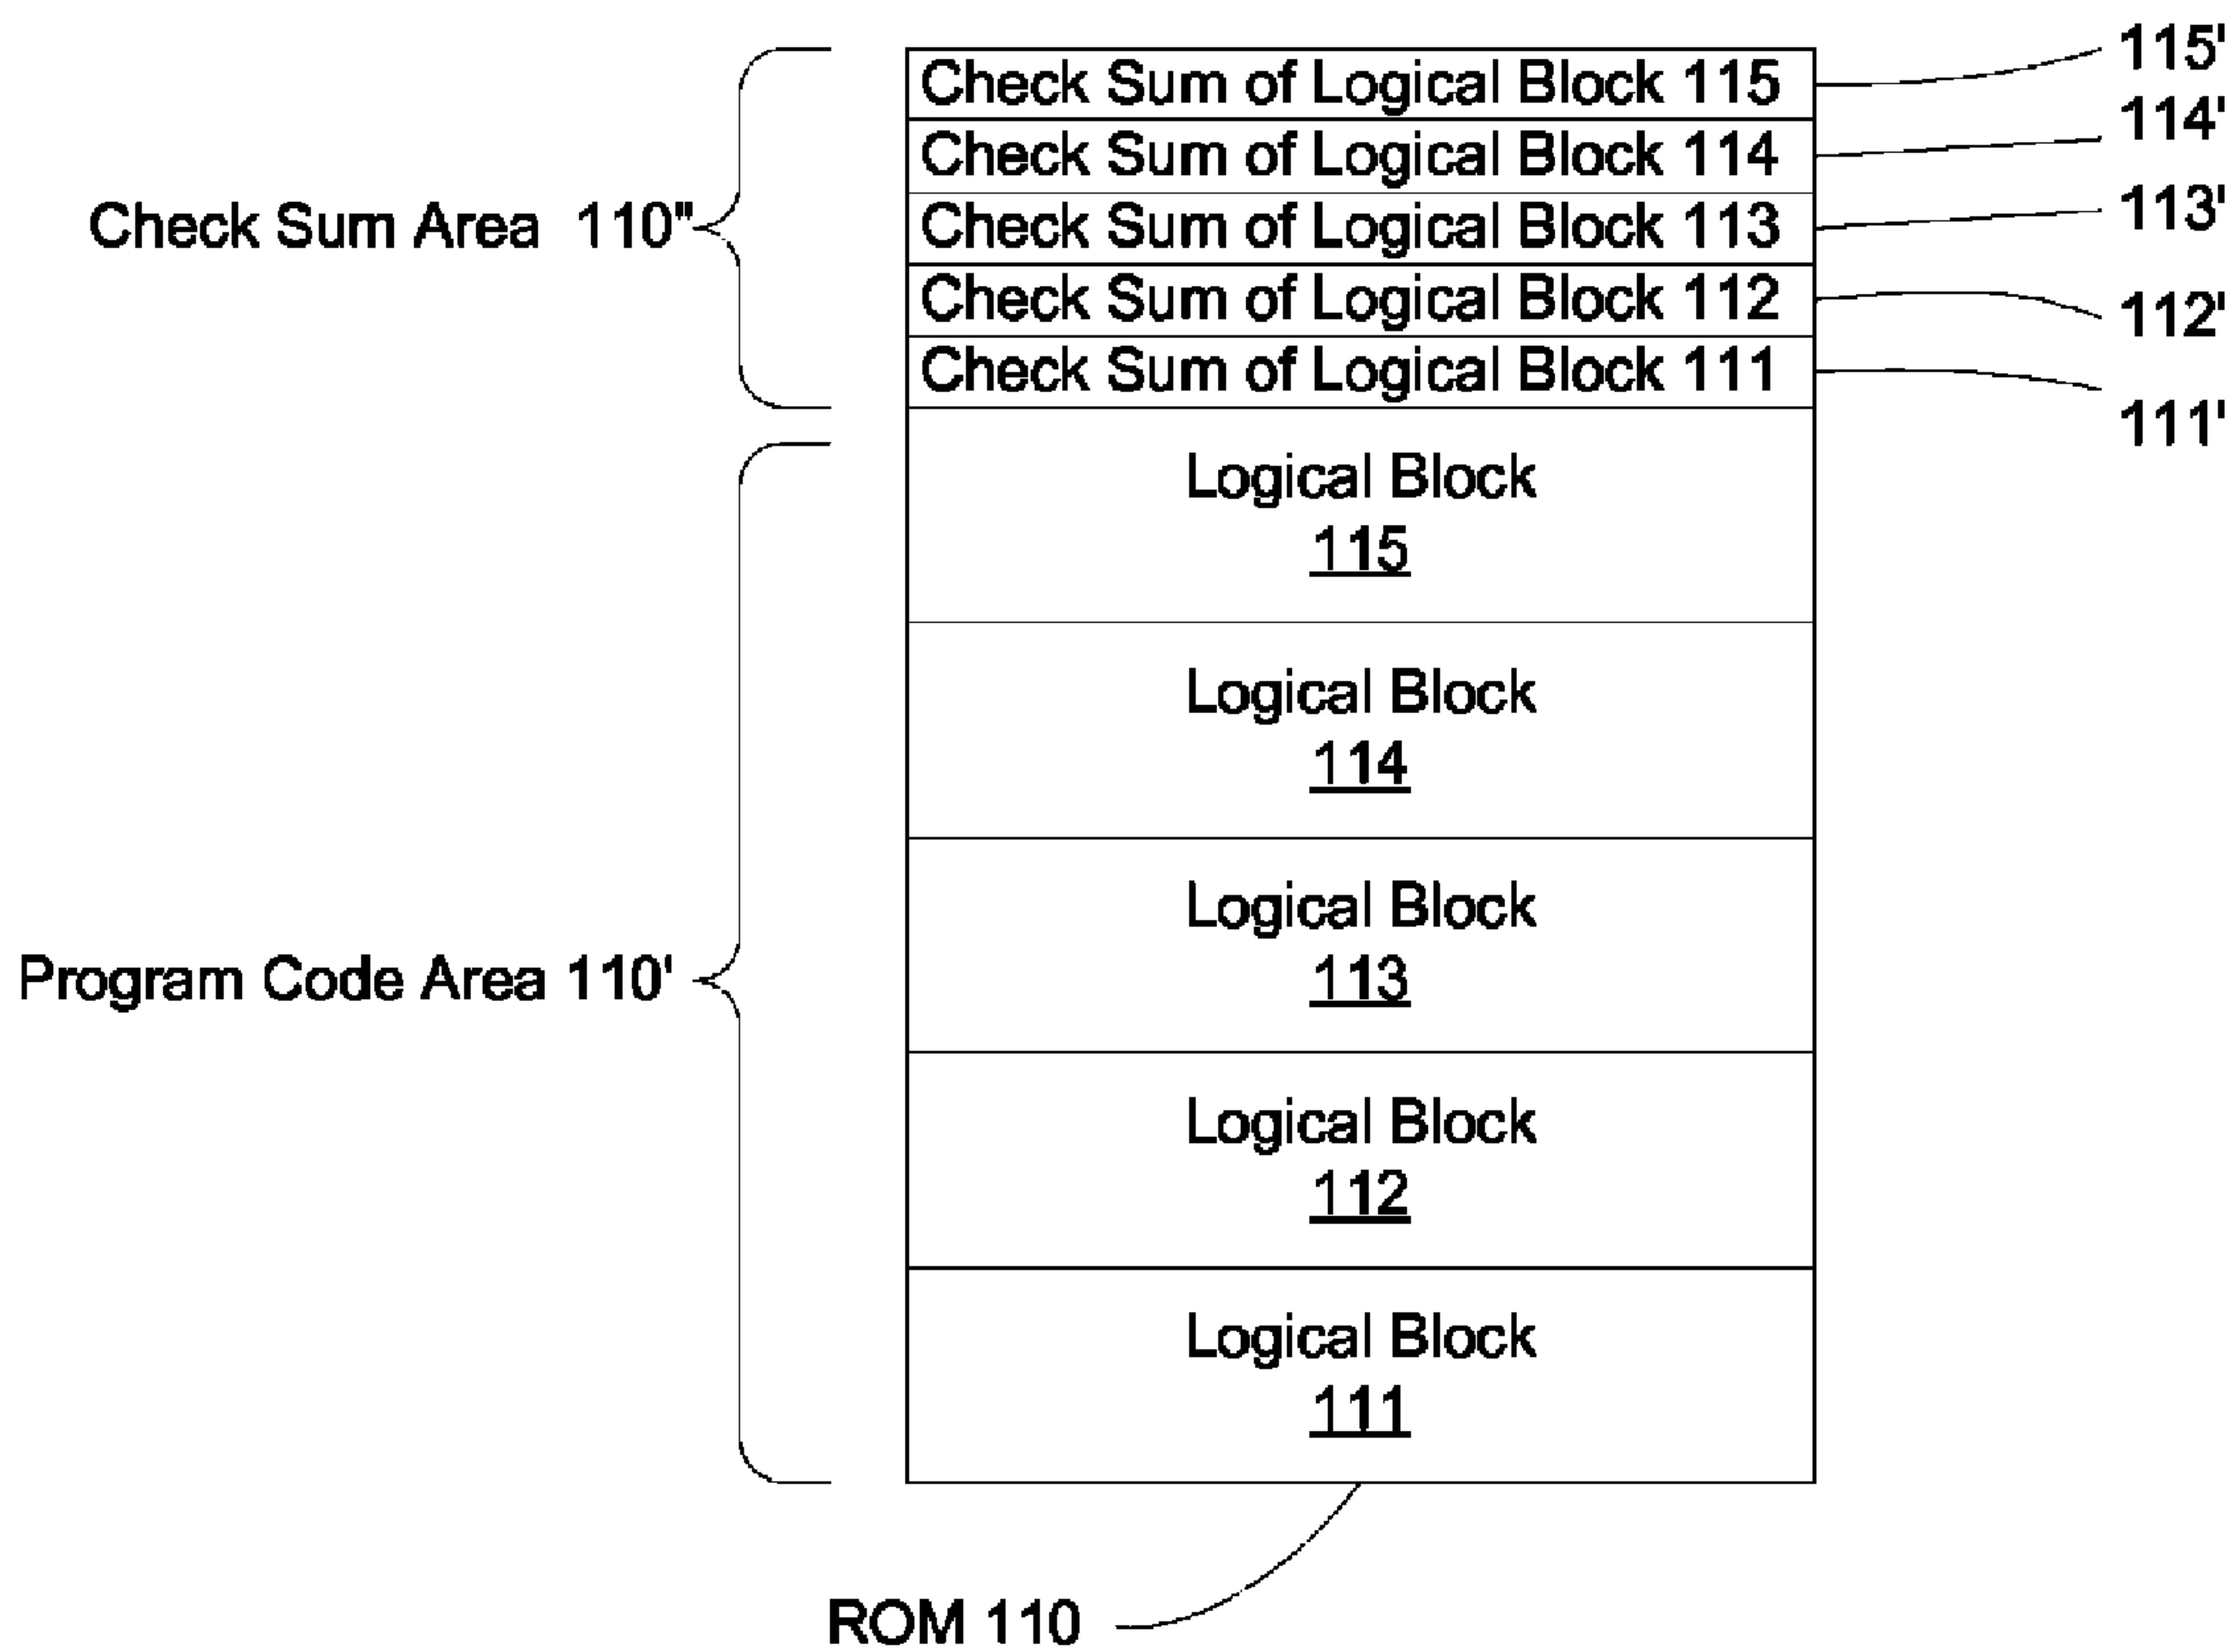 Check Sum of Logical Block 115
115'
Check Sum of Logical Block 114
114'
Check Sum Area 110"
Check Sum of Logical Block 113
113'
Check Sum of Logical Block 112
112'
Check Sum of Logical Block 111
111'
Logical Block
115
Logical Block
114
Program Code Area 110'
Logical Block
113
Logical Block
112
Logical Block
111
ROM 110